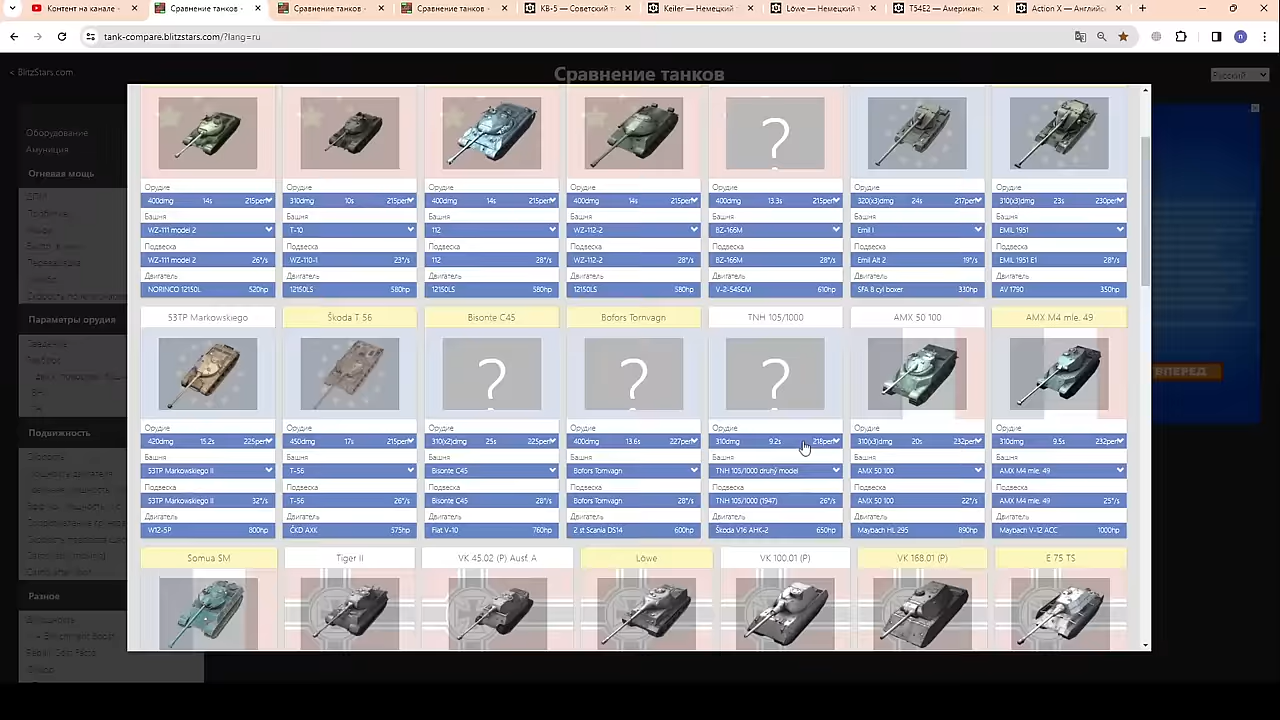 Контент на канале -
Сравнение танков -
Сравнение танков -
Сравнение танков -
КВ-5 — Советский т
Keiler — Немецкий
Löwe — Немецкий т
T54E2 — Американс
Action X — Английск
tank-compare.blitzstars.com/?lang=ru
< BlitzStars.com
Сравнение танков
Русский
Оборудование
Амуниция
Огневая мощь
Параметры орудия
Подвижность
Разное
ВПЕРЕД
Орудие Орудие Орудие Орудие Орудие Орудие Орудие
400dmg 14s 215pen 310dmg 10s 215pen 400dmg 14s 215pen 400dmg 14s 215pen 400dmg 13.3s 215pen 320(x3)dmg 24s 217pen 310(x3)dmg 23s 230pen
Башня Башня Башня Башня Башня Башня Башня
WZ-111 model 2 T-10 112 WZ-112-2 BZ-166M Emil I EMIL 1951
Подвеска Подвеска Подвеска Подвеска Подвеска Подвеска Подвеска
WZ-111 model 2 26°/s WZ-110-1 23°/s 112 28°/s WZ-112-2 28°/s BZ-166M 28°/s Emil Alt 2 19°/s EMIL 1951 E1 28°/s
Двигатель Двигатель Двигатель Двигатель Двигатель Двигатель Двигатель
NORINCO 12150L 520hp 12150LS 580hp 12150LS 580hp 12150LS 580hp V-2-54SCM 610hp SFA 8 cyl boxer 330hp AV 1790 350hp
53TP Markowskiego Škoda T 56 Bisonte C45 Bofors Tornvagn TNH 105/1000 AMX 50 100 AMX M4 mle. 49
Орудие Орудие Орудие Орудие Орудие Орудие Орудие
420dmg 15.2s 225pen 450dmg 17s 215pen 310(x2)dmg 25s 225pen 400dmg 13.6s 227pen 310dmg 9.2s 218pen 310(x3)dmg 20s 232pen 310dmg 9.5s 232pen
Башня Башня Башня Башня Башня Башня Башня
53TP Markowskiego II T-56 Bisonte C45 Bofors Tornvagn TNH 105/1000 druhý model AMX 50 100 AMX M4 mle. 49
Подвеска Подвеска Подвеска Подвеска Подвеска Подвеска Подвеска
53TP Markowskiego II 32°/s T-56 26°/s Bisonte C45 28°/s Bofors Tornvagn 28°/s TNH 105/1000 (1947) 26°/s AMX 50 100 22°/s AMX M4 mle. 49 25°/s
Двигатель Двигатель Двигатель Двигатель Двигатель Двигатель Двигатель
W12-5P 800hp ČKD AXK 575hp Fiat V-10 760hp 2 st Scania DS14 600hp Škoda V16 AHK-2 650hp Maybach HL 295 890hp Maybach V-12 ACC 1000hp
Somua SM Tiger II VK 45.02 (P) Ausf. A Löwe VK 100.01 (P) VK 168.01 (P) E 75 TS